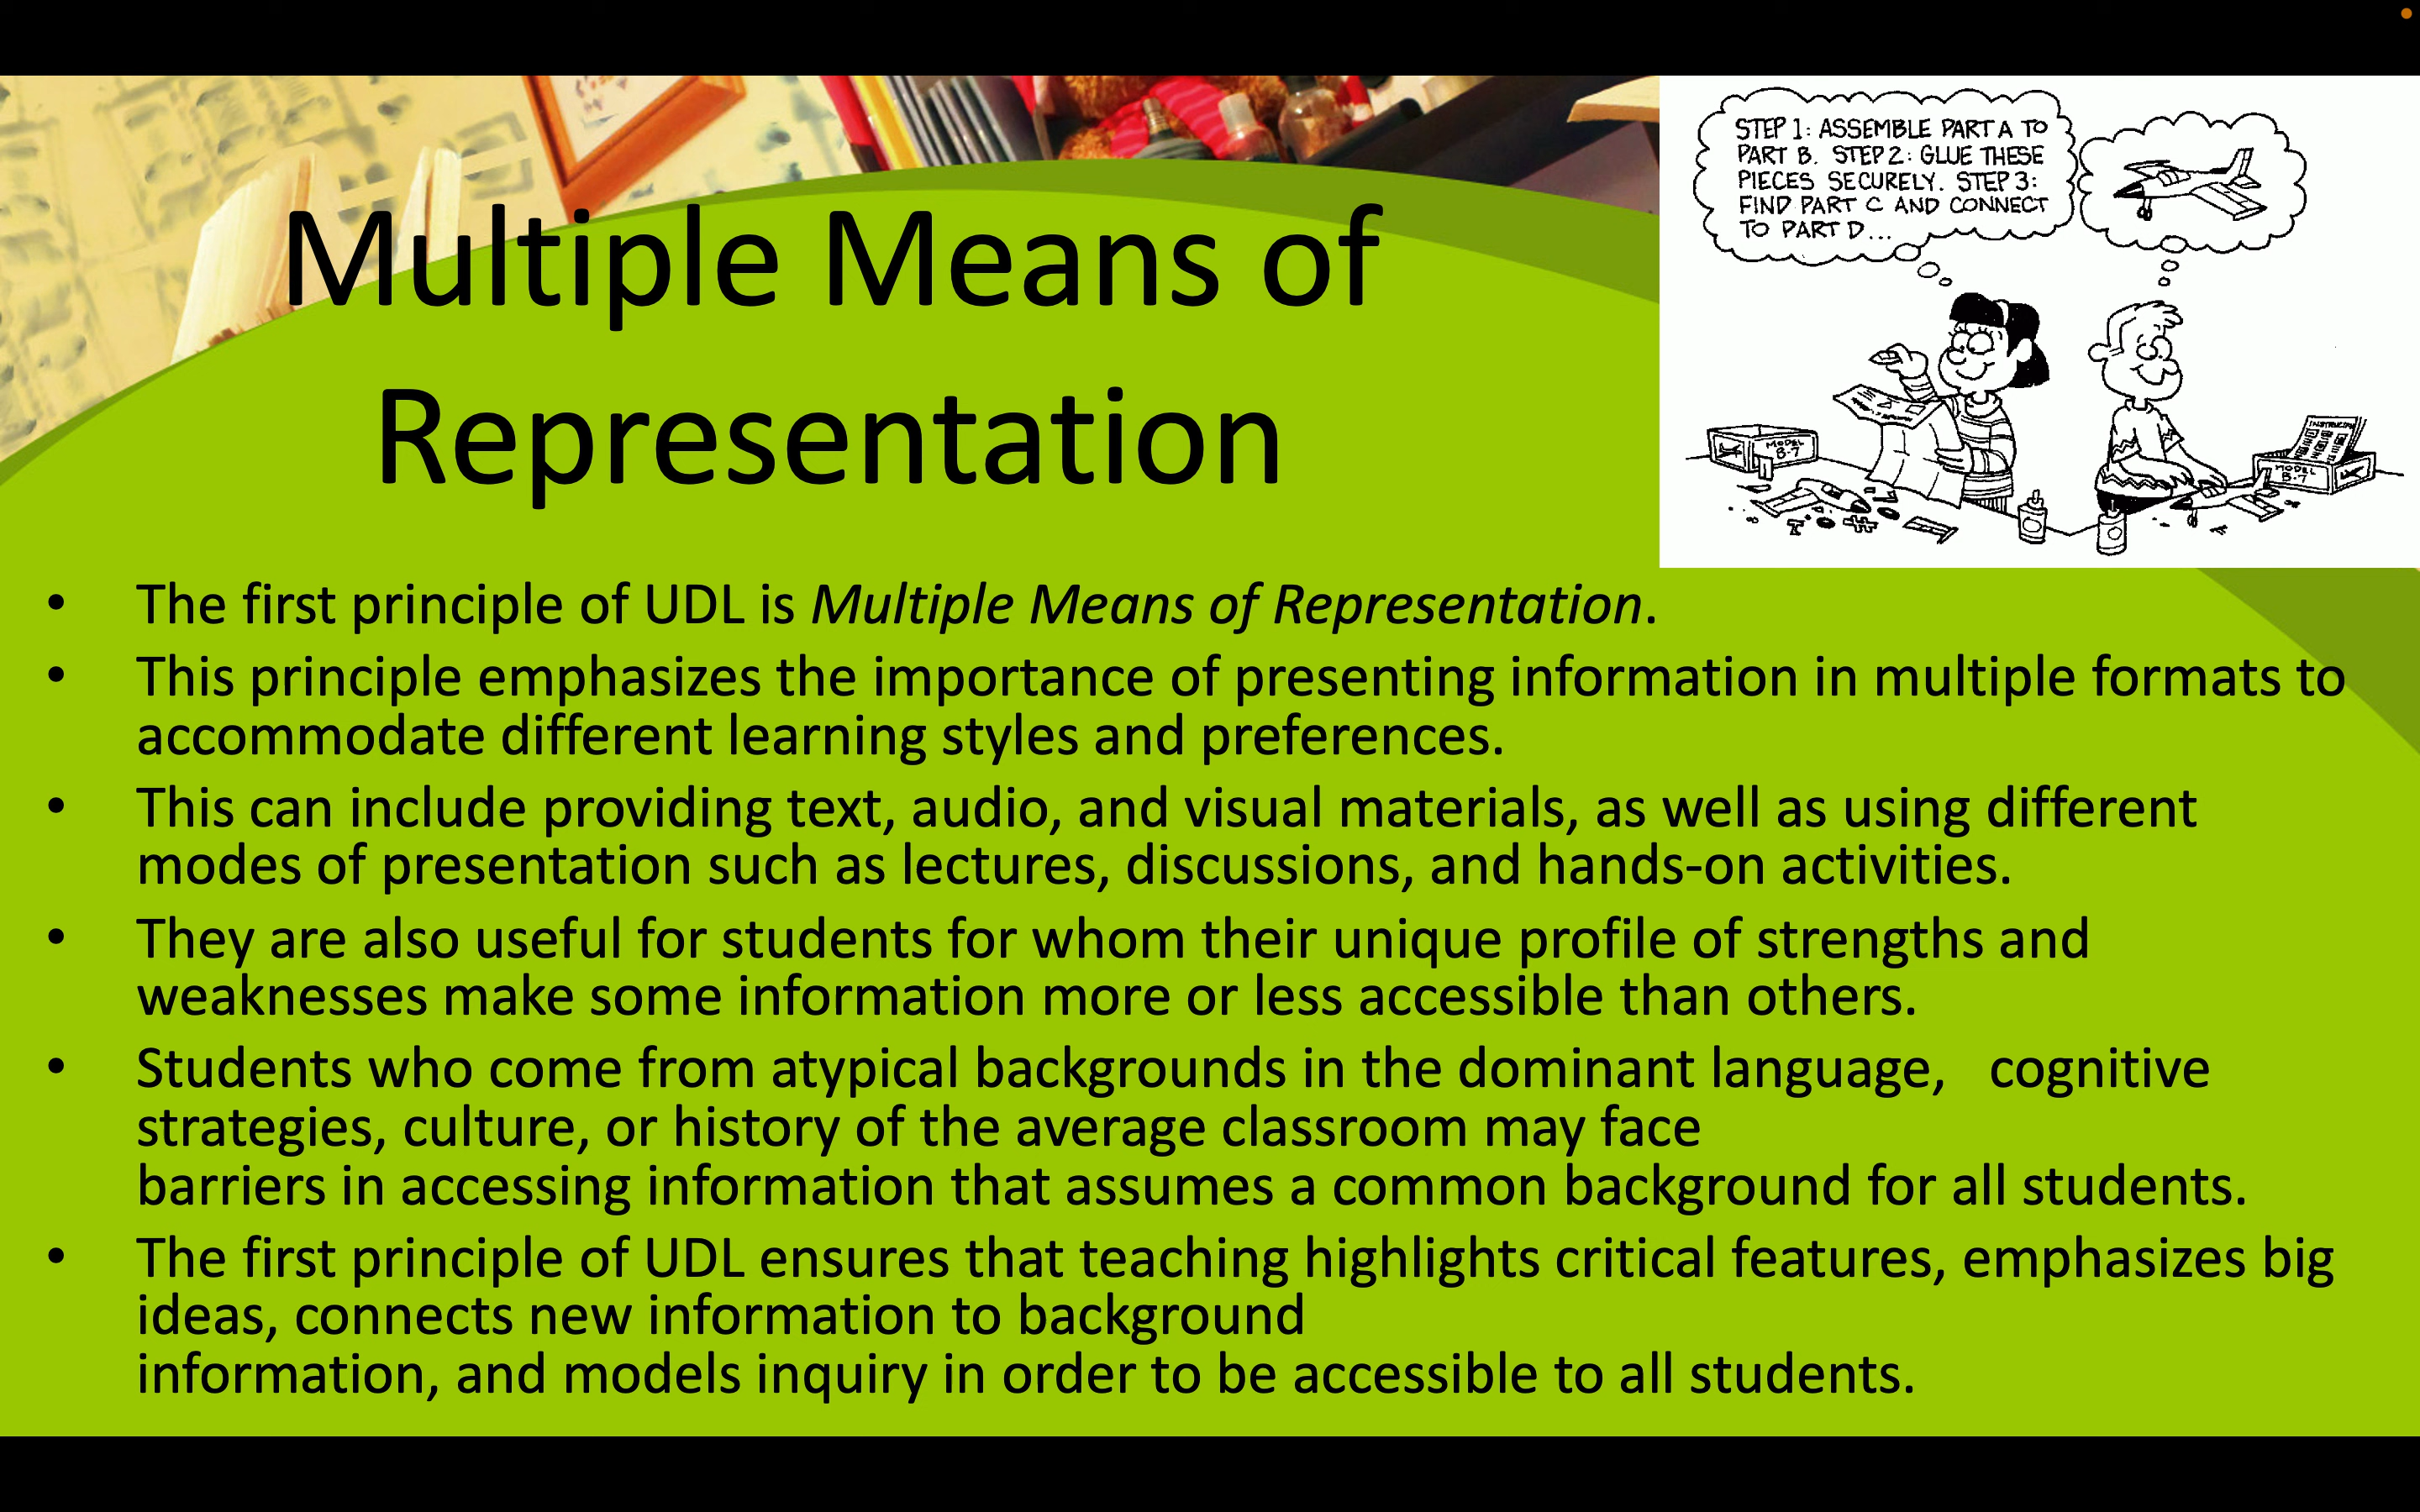 Multiple Means of
Representation
STEP 1: ASSEMBLE PART A TO
PART B. STEP 2: GLUE THESE
PIECES SECURELY. STEP 3:
FIND PART C AND CONNECT
TO PART D...
MODEL
B-7
MODEL
B-7
• The first principle of UDL is Multiple Means of Representation.
• This principle emphasizes the importance of presenting information in multiple formats to
accommodate different learning styles and preferences.
• This can include providing text, audio, and visual materials, as well as using different
modes of presentation such as lectures, discussions, and hands-on activities.
• They are also useful for students for whom their unique profile of strengths and
weaknesses make some information more or less accessible than others.
• Students who come from atypical backgrounds in the dominant language, cognitive
strategies, culture, or history of the average classroom may face
barriers in accessing information that assumes a common background for all students.
• The first principle of UDL ensures that teaching highlights critical features, emphasizes big
ideas, connects new information to background
information, and models inquiry in order to be accessible to all students.